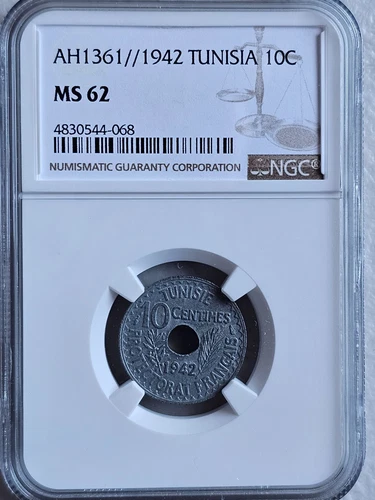 AH1361//1942 TUNISIA 10C
MS 62
4830544-068
NUMISMATIC GUARANTY CORPORATION
NGC®
TUNISIE
10 CENTIMES
1942
PROTECTORAT FRANÇAIS